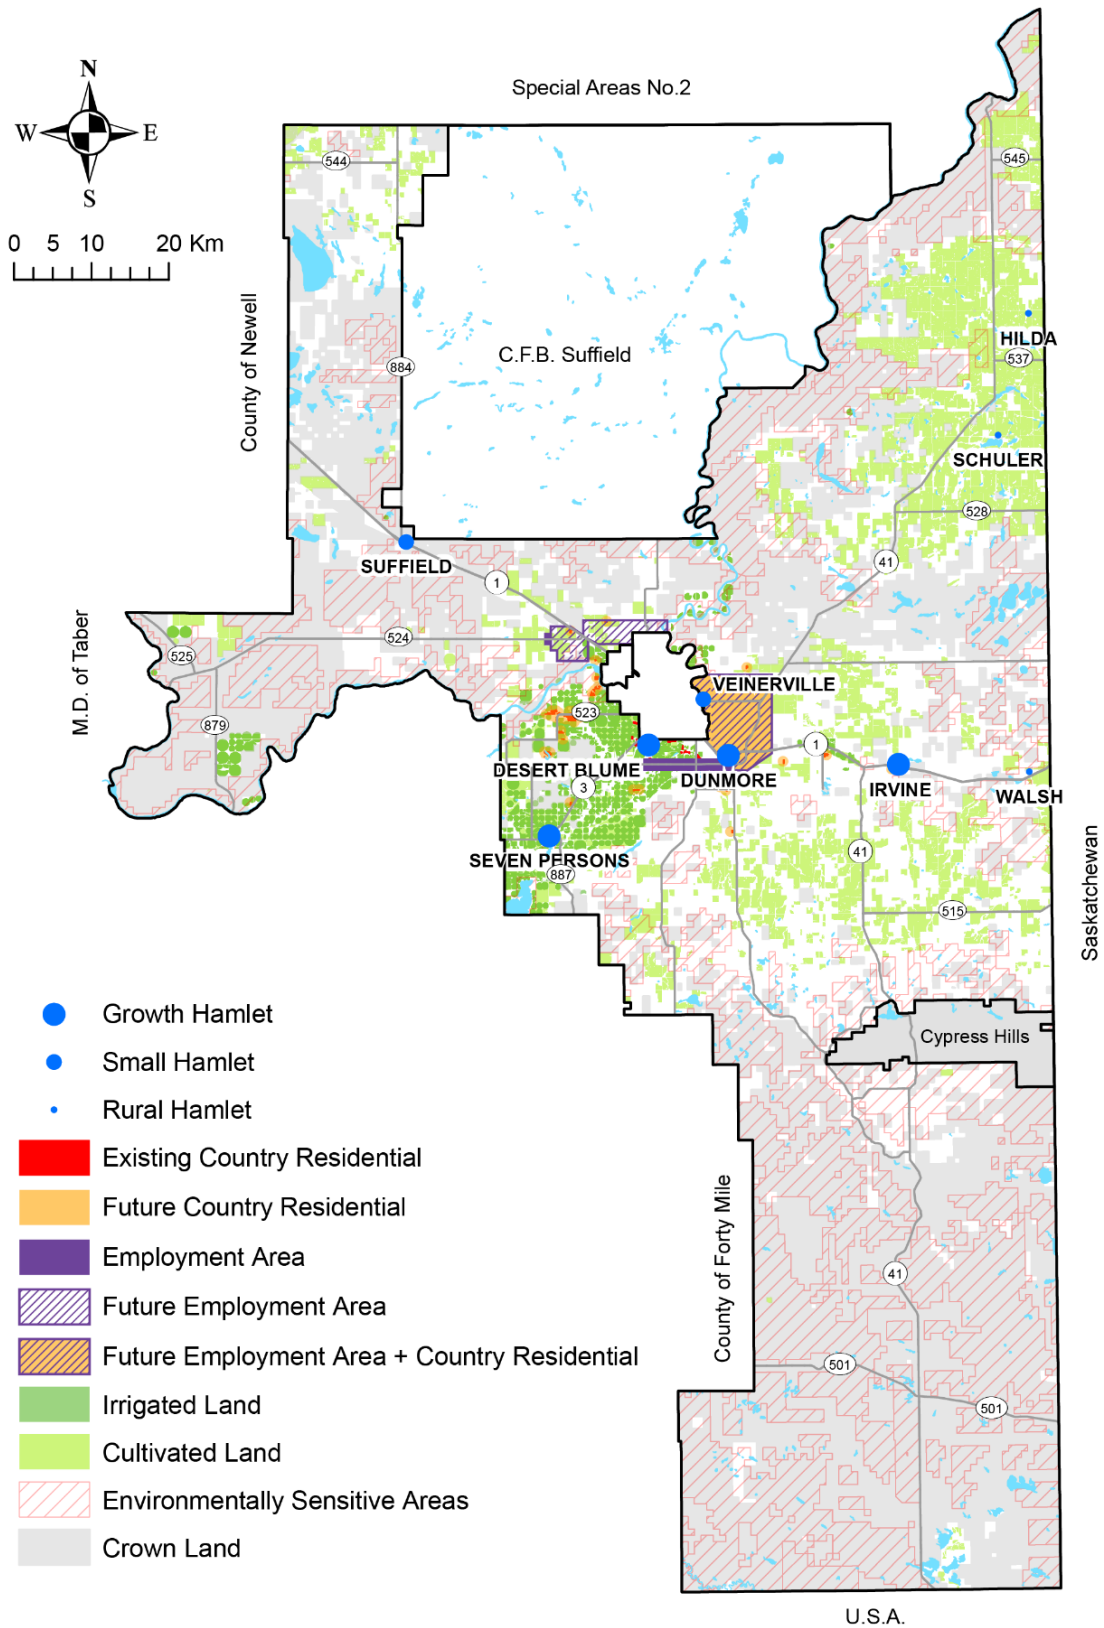 Special Areas No.2
N
W
E
S
0 5 10 20 Km
544
545
County of Newell
HILDA
537
C.F.B. Suffield
884
SCHULER
528
SUFFIELD
41
1
M.D. of Taber
524
525
VEINERVILLE
523
879
1
DESERT BLUME
DUNMORE
IRVINE
WALSH
3
41
SEVEN PERSONS
887
515
Saskatchewan
Cypress Hills
Growth Hamlet
Small Hamlet
Rural Hamlet
Existing Country Residential
Future Country Residential
Employment Area
Future Employment Area
Future Employment Area + Country Residential
Irrigated Land
Cultivated Land
Environmentally Sensitive Areas
Crown Land
County of Forty Mile
41
501
501
U.S.A.